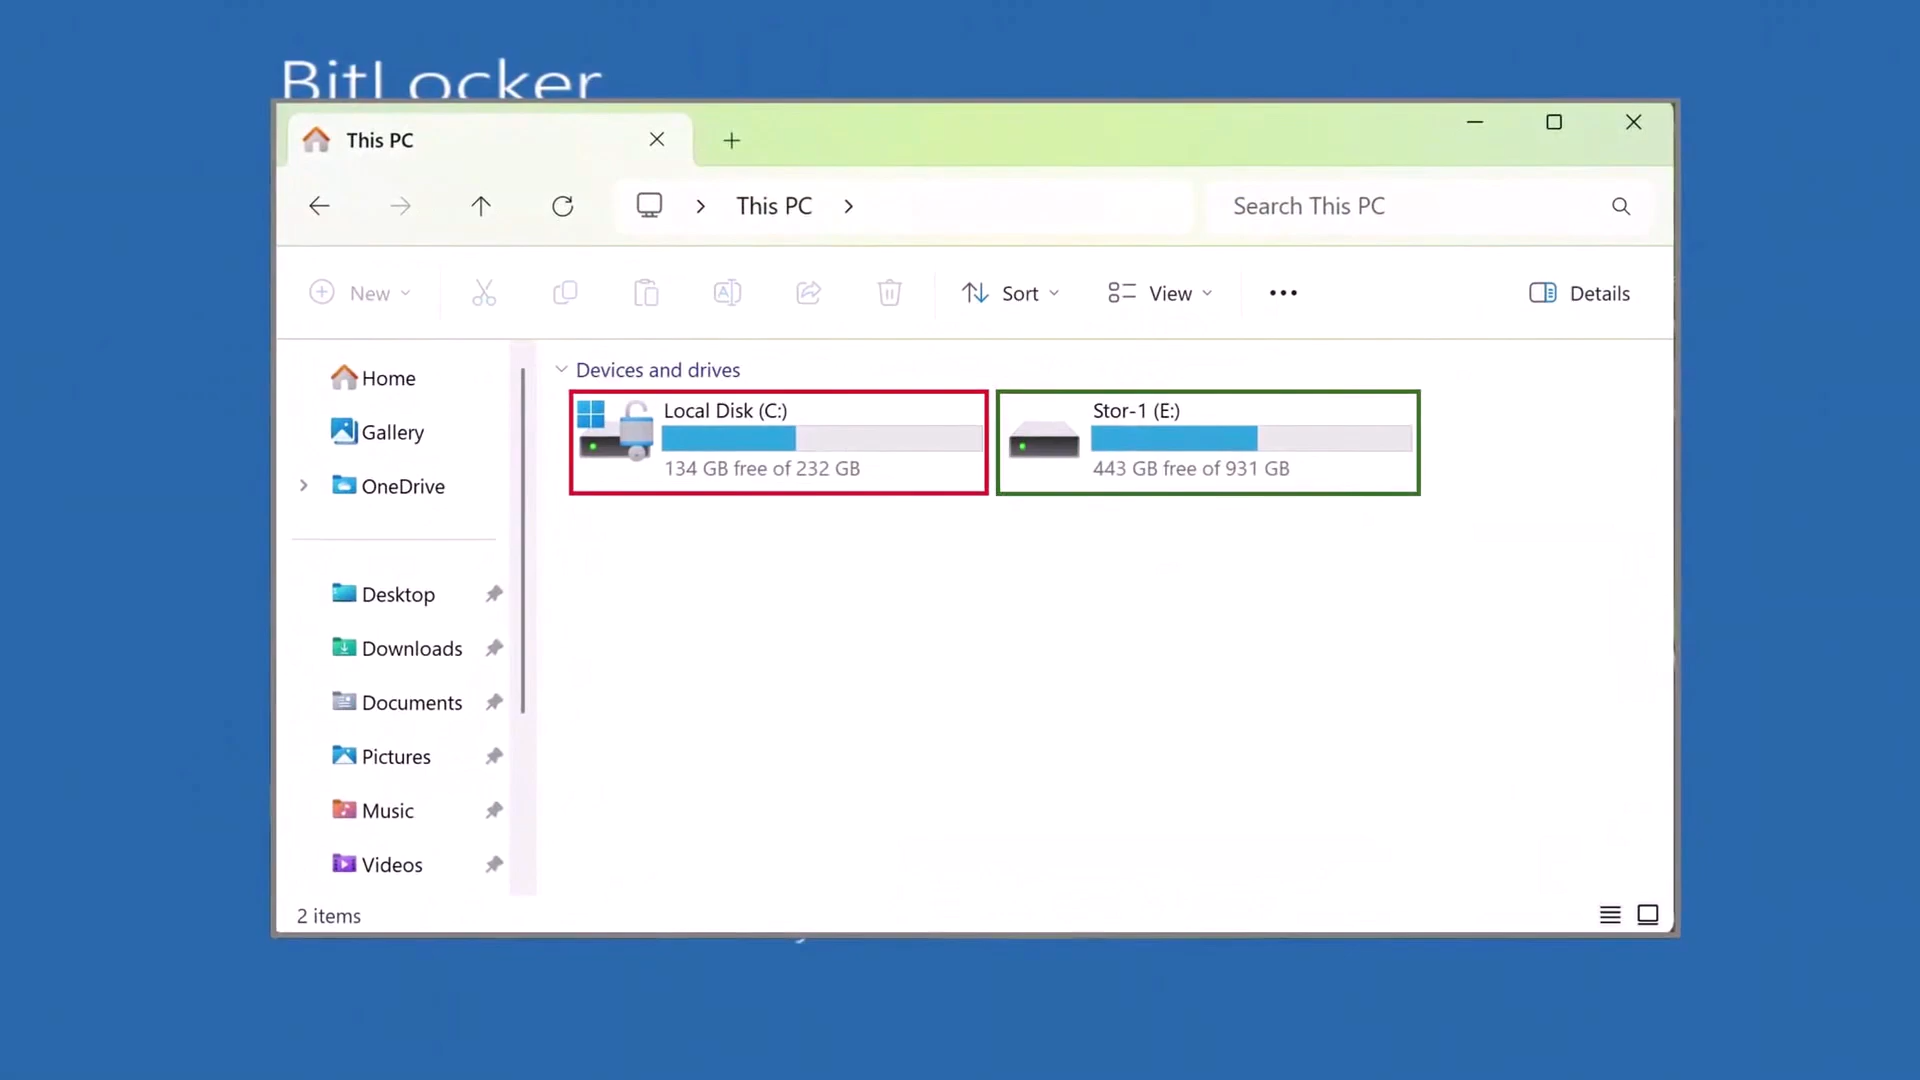 BitLocker
This PC
This PC
Search This PC
New
Sort
View
Details
Home
Gallery
OneDrive
Desktop
Downloads
Documents
Pictures
Music
Videos
Devices and drives
Local Disk (C:)
134 GB free of 232 GB
Stor-1 (E:)
443 GB free of 931 GB
2 items